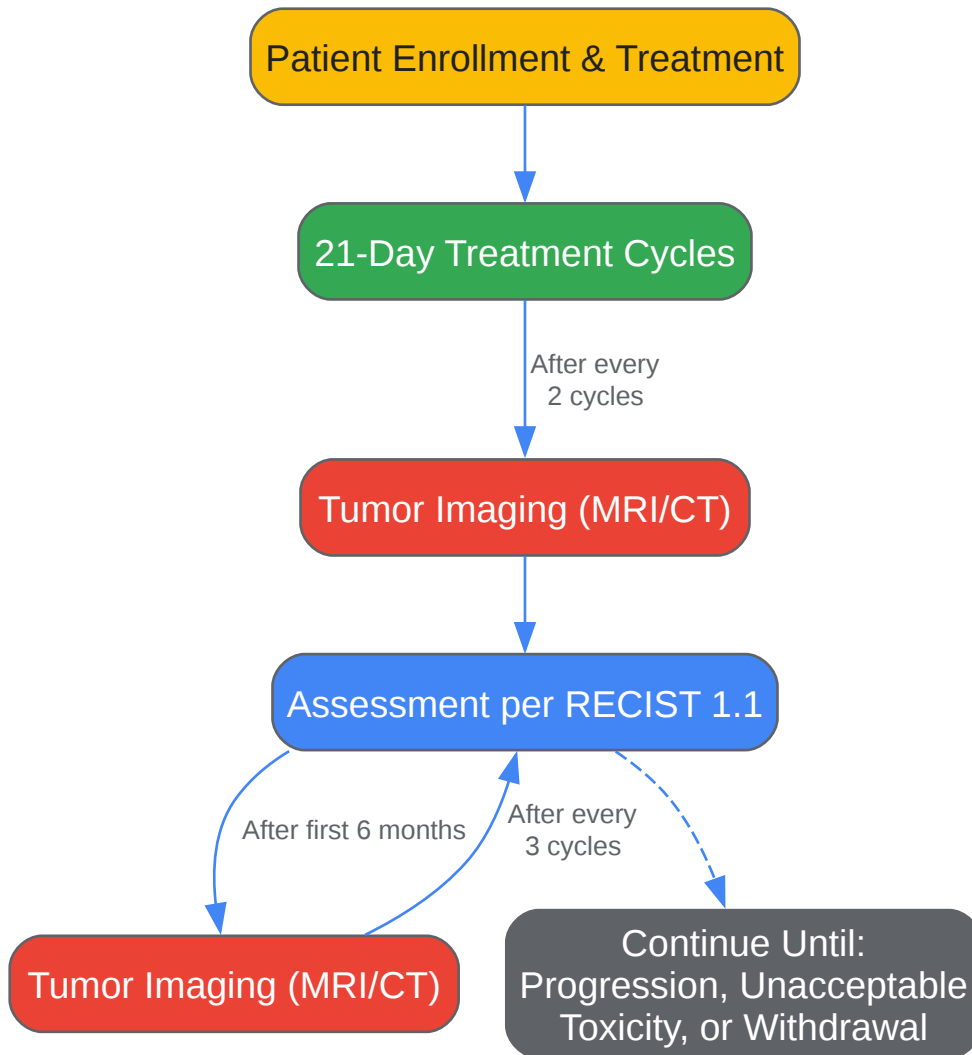 Patient Enrollment & Treatment
21-Day Treatment Cycles
After every
2 cycles
Tumor Imaging (MRI/CT)
Assessment per RECIST 1.1
After first 6 months
After every
3 cycles
Tumor Imaging (MRI/CT)
Continue Until:
Progression, Unacceptable
Toxicity, or Withdrawal